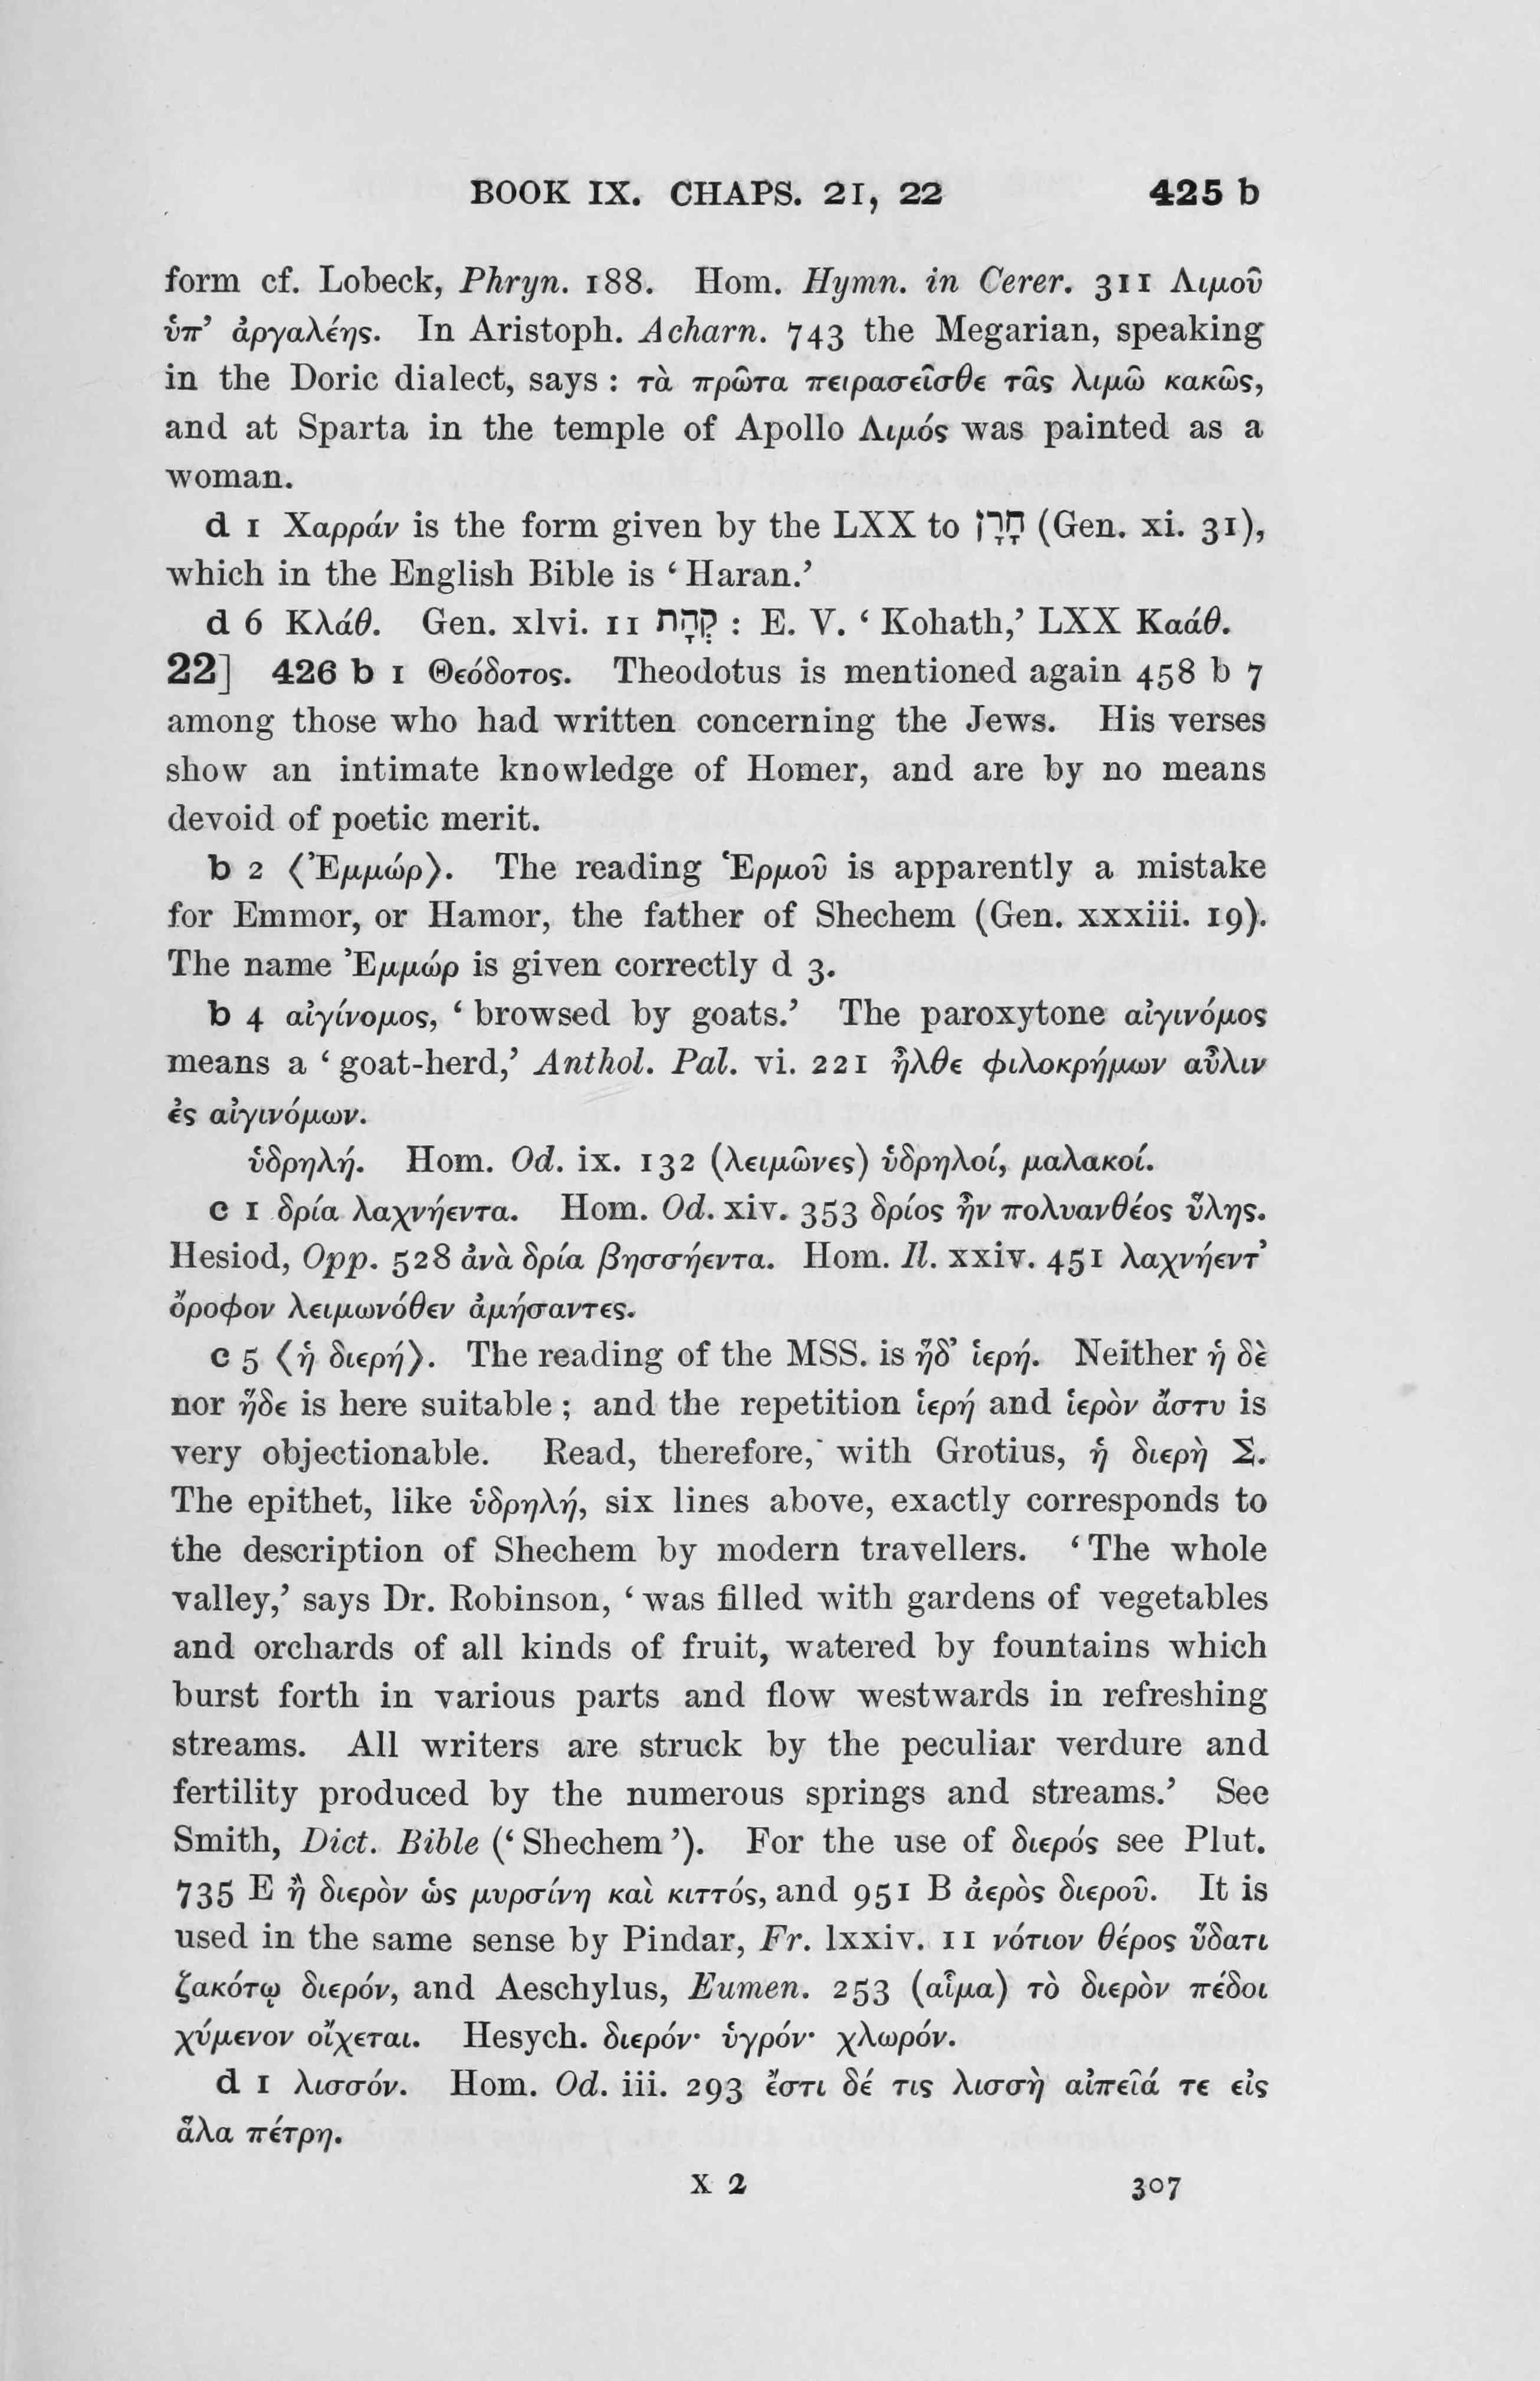 BOOK IX. CHAPS. 21, 22 425 b
form cf. Lobeck, Phryn. 188. Hom. Hymn. in Cerer. 311 Λιμοῦ
ὑπ’ ἀργαλέης. In Aristoph. Acharn. 743 the Megarian, speaking
in the Doric dialect, says : τὰ πρῶτα πειρασεῖσθε τᾶς λιμῶ κακῶς,
and at Sparta in the temple of Apollo Λιμός was painted as a
woman.
d 1 Χαρράν is the form given by the LXX to חָרָן (Gen. xi. 31),
which in the English Bible is ‘Haran.’
d 6 Κλάθ. Gen. xlvi. 11 קְהָת : E. V. ‘Kohath,’ LXX Καάθ.
22] 426 b 1 Θεόδοτος. Theodotus is mentioned again 458 b 7
among those who had written concerning the Jews. His verses
show an intimate knowledge of Homer, and are by no means
devoid of poetic merit.
b 2 ⟨Ἐμμώρ⟩. The reading Ἑρμοῦ is apparently a mistake
for Emmor, or Hamor, the father of Shechem (Gen. xxxiii. 19).
The name Ἐμμώρ is given correctly d 3.
b 4 αἰγίνομος, ‘browsed by goats.’ The paroxytone αἰγινόμος
means a ‘goat-herd,’ Anthol. Pal. vi. 221 ἦλθε φιλοκρήμων αὖλιν
ἐς αἰγινόμων.
ὑδρηλή. Hom. Od. ix. 132 (λειμῶνες) ὑδρηλοί, μαλακοί.
c 1 δρία λαχνήεντα. Hom. Od. xiv. 353 δρίος ἦν πολυανθέος ὕλης.
Hesiod, Opp. 528 ἀνὰ δρία βησσήεντα. Hom. Il. xxiv. 451 λαχνήεντ’
ὄροφον λειμωνόθεν ἀμήσαντες.
c 5 ⟨ἡ διερή⟩. The reading of the MSS. is ἥδ’ ἱερή. Neither ἡ δὲ
nor ἥδε is here suitable ; and the repetition ἱερή and ἱερὸν ἄστυ is
very objectionable. Read, therefore, with Grotius, ἡ διερὴ Σ.
The epithet, like ὑδρηλή, six lines above, exactly corresponds to
the description of Shechem by modern travellers. ‘The whole
valley,’ says Dr. Robinson, ‘was filled with gardens of vegetables
and orchards of all kinds of fruit, watered by fountains which
burst forth in various parts and flow westwards in refreshing
streams. All writers are struck by the peculiar verdure and
fertility produced by the numerous springs and streams.’ See
Smith, Dict. Bible (‘Shechem’). For the use of διερός see Plut.
735 E ἢ διερὸν ὡς μυρσίνη καὶ κιττός, and 951 B ἀερὸς διεροῦ. It is
used in the same sense by Pindar, Fr. lxxiv. 11 νότιον θέρος ὕδατι
ζακότῳ διερόν, and Aeschylus, Eumen. 253 (αἷμα) τὸ διερὸν πέδοι
χύμενον οἴχεται. Hesych. διερόν· ὑγρόν· χλωρόν.
d 1 λισσόν. Hom. Od. iii. 293 ἔστι δέ τις λισσὴ αἰπεῖά τε εἰς
ἅλα πέτρη.
X 2 307